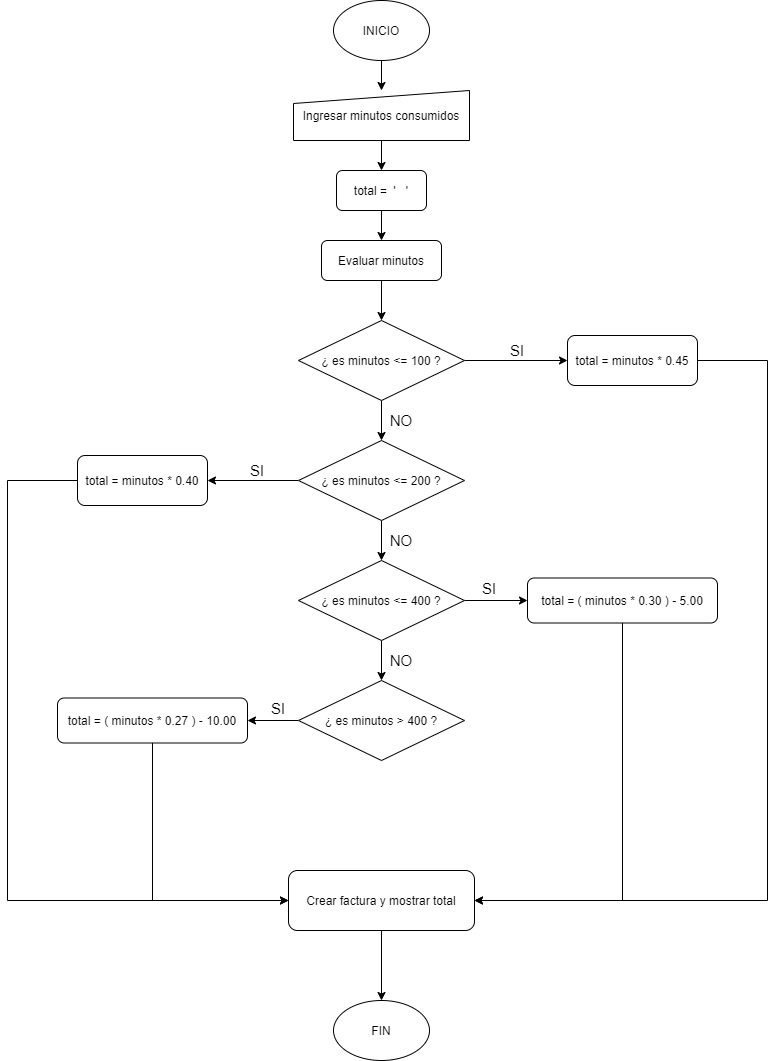 INICIO
Ingresar minutos consumidos
total = ' '
Evaluar minutos
¿ es minutos <= 100 ?
SI
total = minutos * 0.45
NO
total = minutos * 0.40
SI
¿ es minutos <= 200 ?
NO
¿ es minutos <= 400 ?
SI
total = ( minutos * 0.30 ) - 5.00
NO
total = ( minutos * 0.27 ) - 10.00
SI
¿ es minutos > 400 ?
Crear factura y mostrar total
FIN